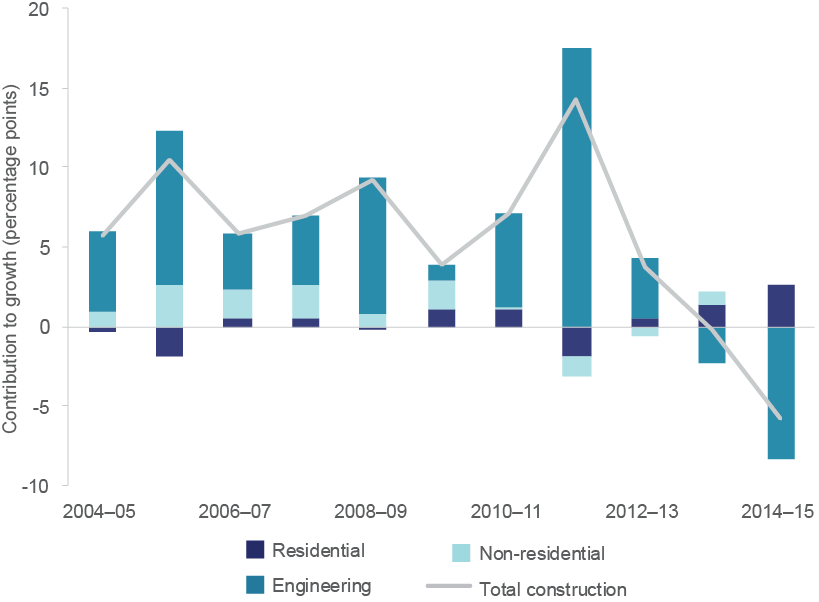 Contribution to growth (percentage points)
20
15
10
5
0
-5
-10
2004–05
2006–07
2008–09
2010–11
2012–13
2014–15
Residential
Non-residential
Engineering
Total construction